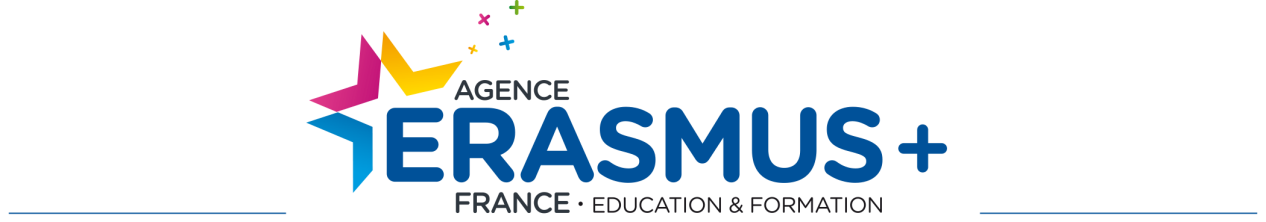 AGENCE
ERASMUS+
FRANCE · EDUCATION & FORMATION